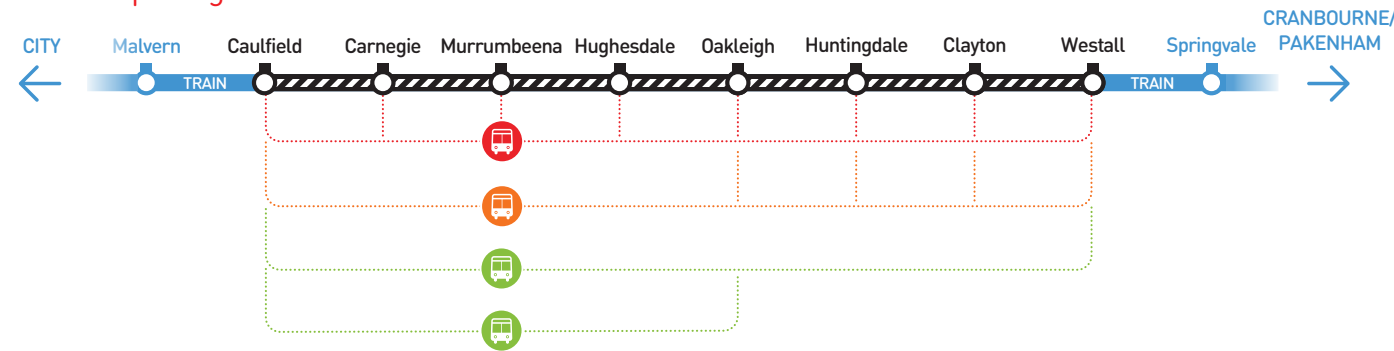 CITY
Malvern
Caulfield
Carnegie
Murrumbeena
Hughesdale
Oakleigh
Huntingdale
Clayton
Westall
Springvale
CRANBOURNE/
PAKENHAM
TRAIN
TRAIN